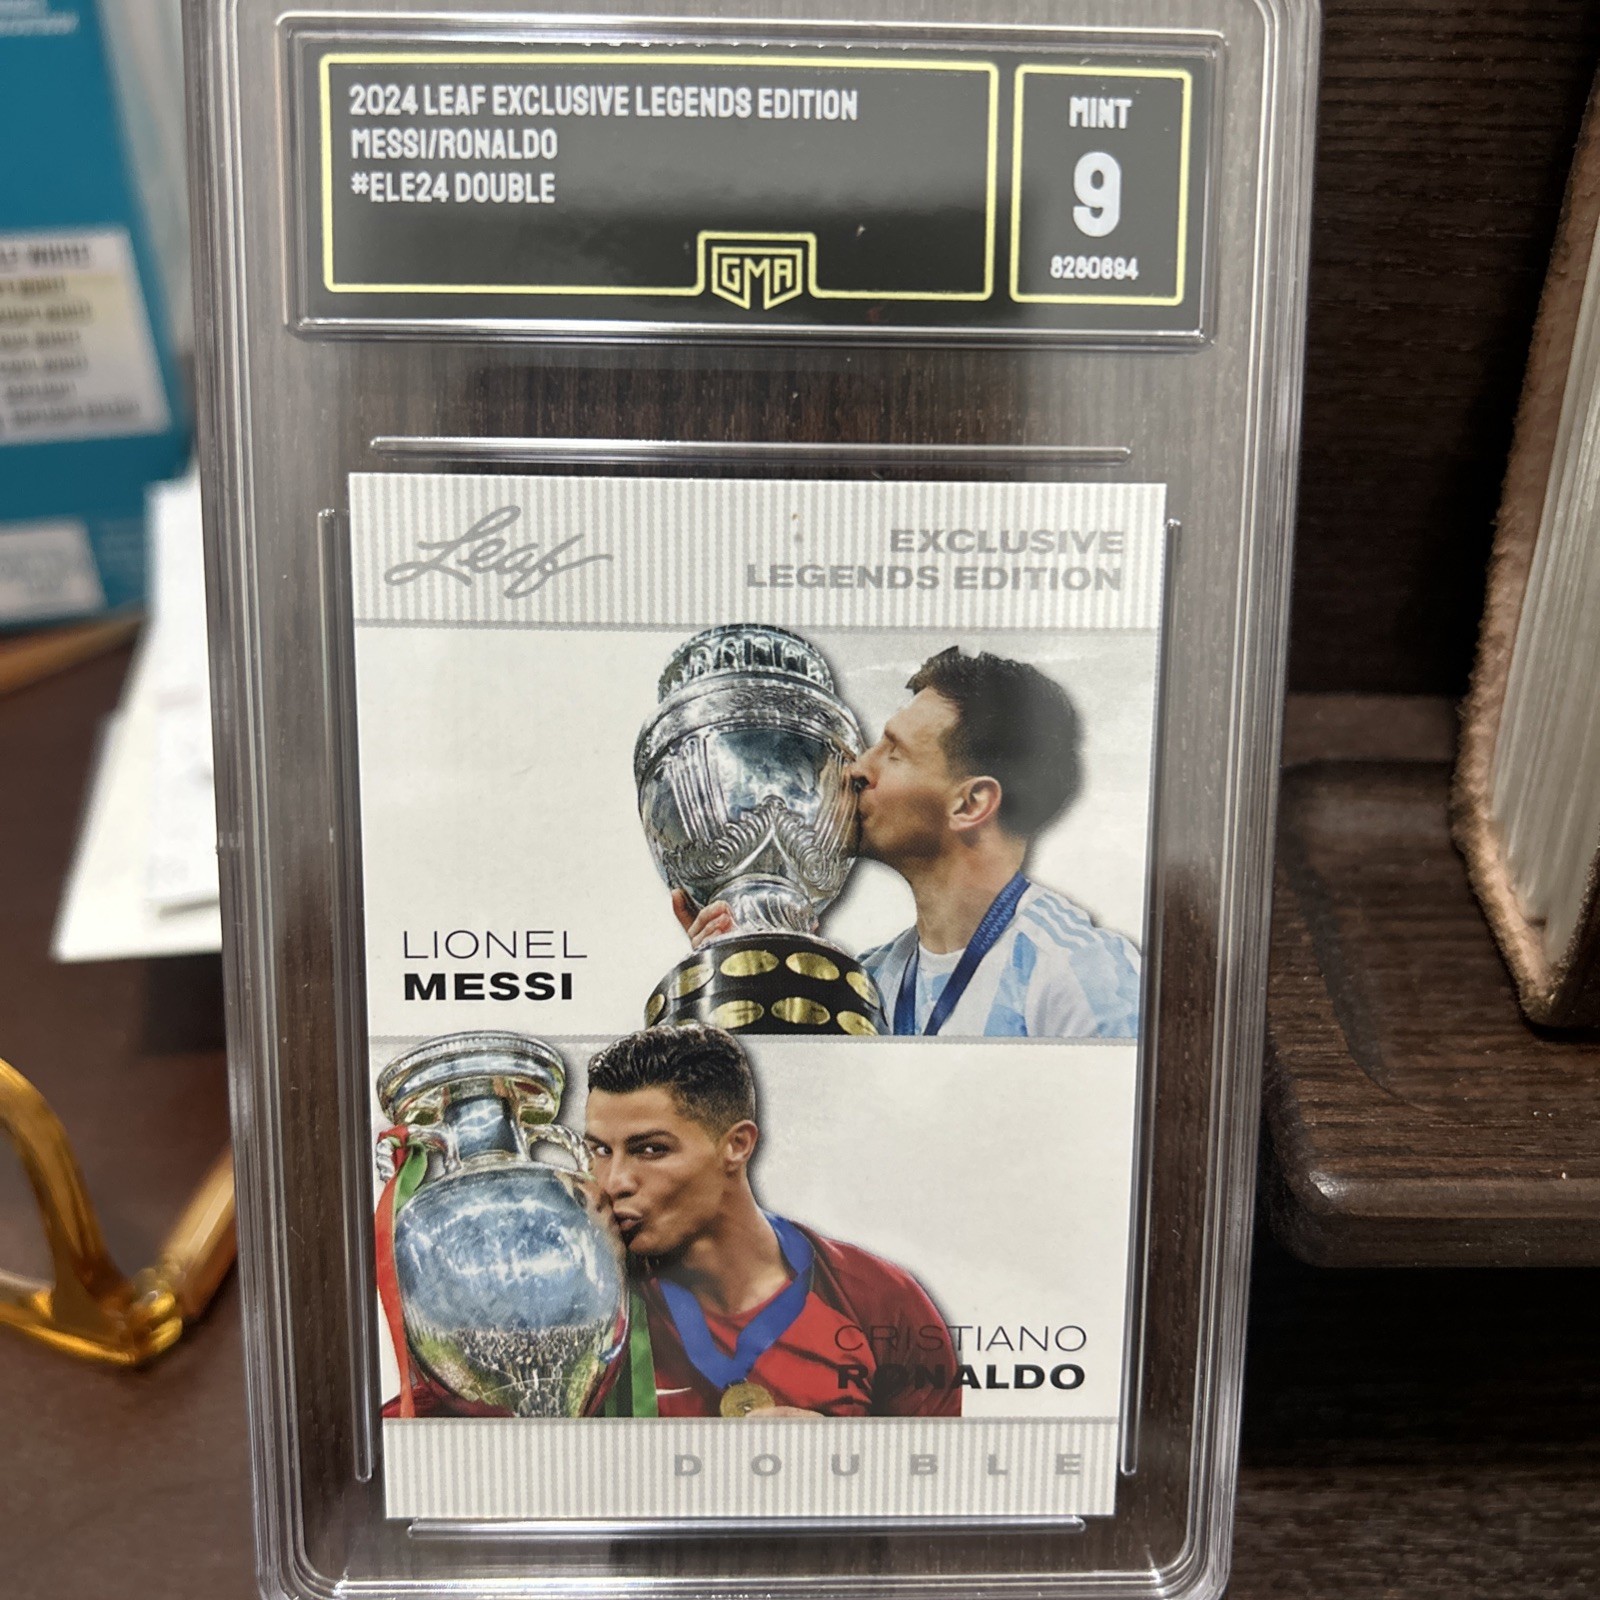 2024 LEAF EXCLUSIVE LEGENDS EDITION
MESSI/RONALDO
#ELE24 DOUBLE
GMA
MINT
9
8260694
Leaf
EXCLUSIVE
LEGENDS EDITION
LIONEL
MESSI
CRISTIANO
RONALDO
DOUBLE